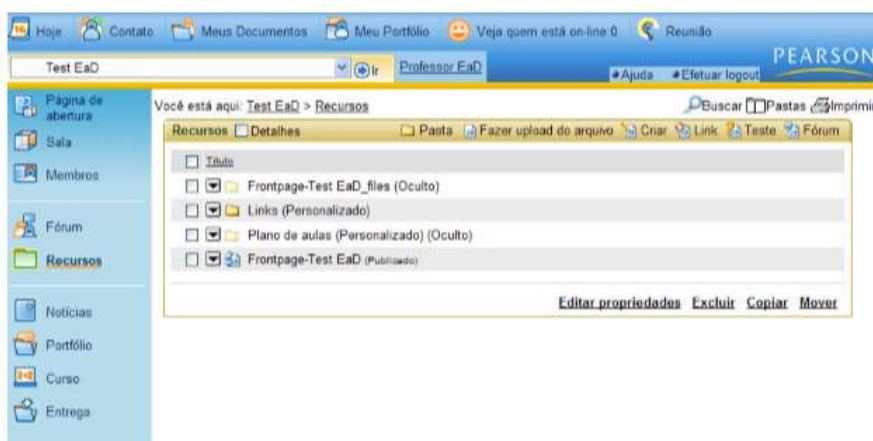 Hoje Contato Meus Documentos Meu Portfólio Veja quem está on-line 0 Reunião
PEARSON
Test EaD Ir Professor EaD
Ajuda Efetuar logout
Página de abertura
Sala
Membros
Fórum
Recursos
Notícias
Portfólio
Curso
Entrega
Você está aqui: Test EaD > Recursos Buscar Pastas Imprimi
Recursos Detalhes Pasta Fazer upload do arquivo Criar Link Teste Fórum
Título
Frontpage-Test EaD_files (Oculto)
Links (Personalizado)
Plano de aulas (Personalizado) (Oculto)
Frontpage-Test EaD (Publicado)
Editar propriedades Excluir Copiar Mover